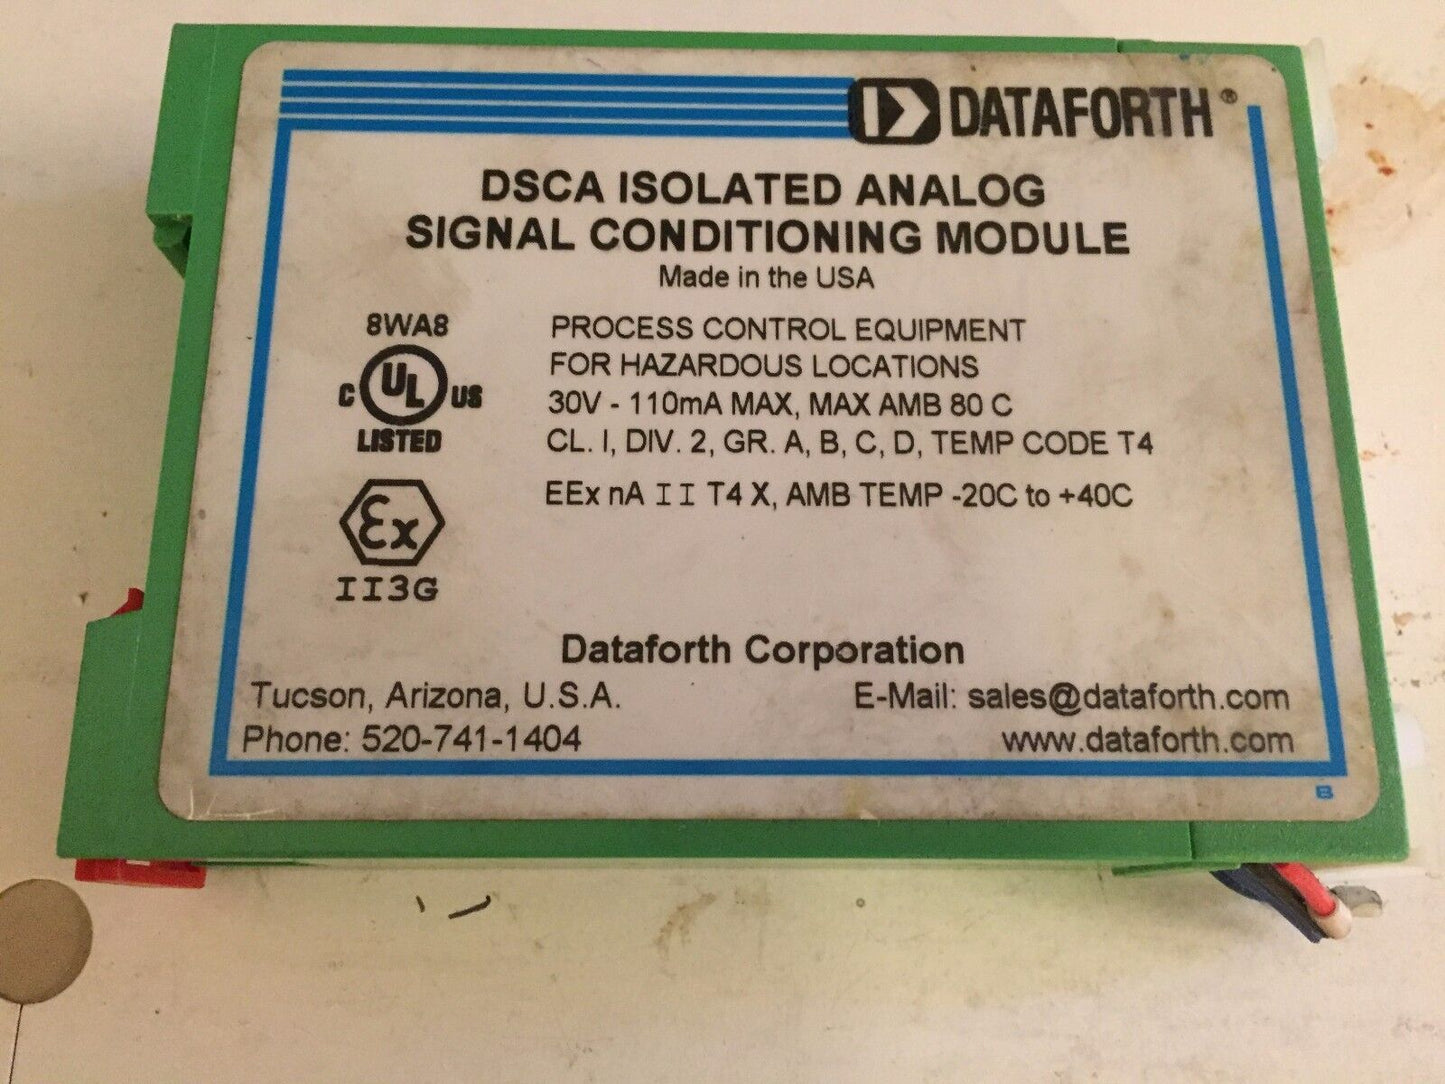 DATAFORTH®
DSCA ISOLATED ANALOG
SIGNAL CONDITIONING MODULE
Made in the USA
8WA8
C UL US
LISTED
PROCESS CONTROL EQUIPMENT
FOR HAZARDOUS LOCATIONS
30V - 110mA MAX, MAX AMB 80 C
CL. I, DIV. 2, GR. A, B, C, D, TEMP CODE T4
Ex
II3G
EEx nA II T4 X, AMB TEMP -20C to +40C
Dataforth Corporation
Tucson, Arizona, U.S.A.
Phone: 520-741-1404
E-Mail: sales@dataforth.com
www.dataforth.com
B